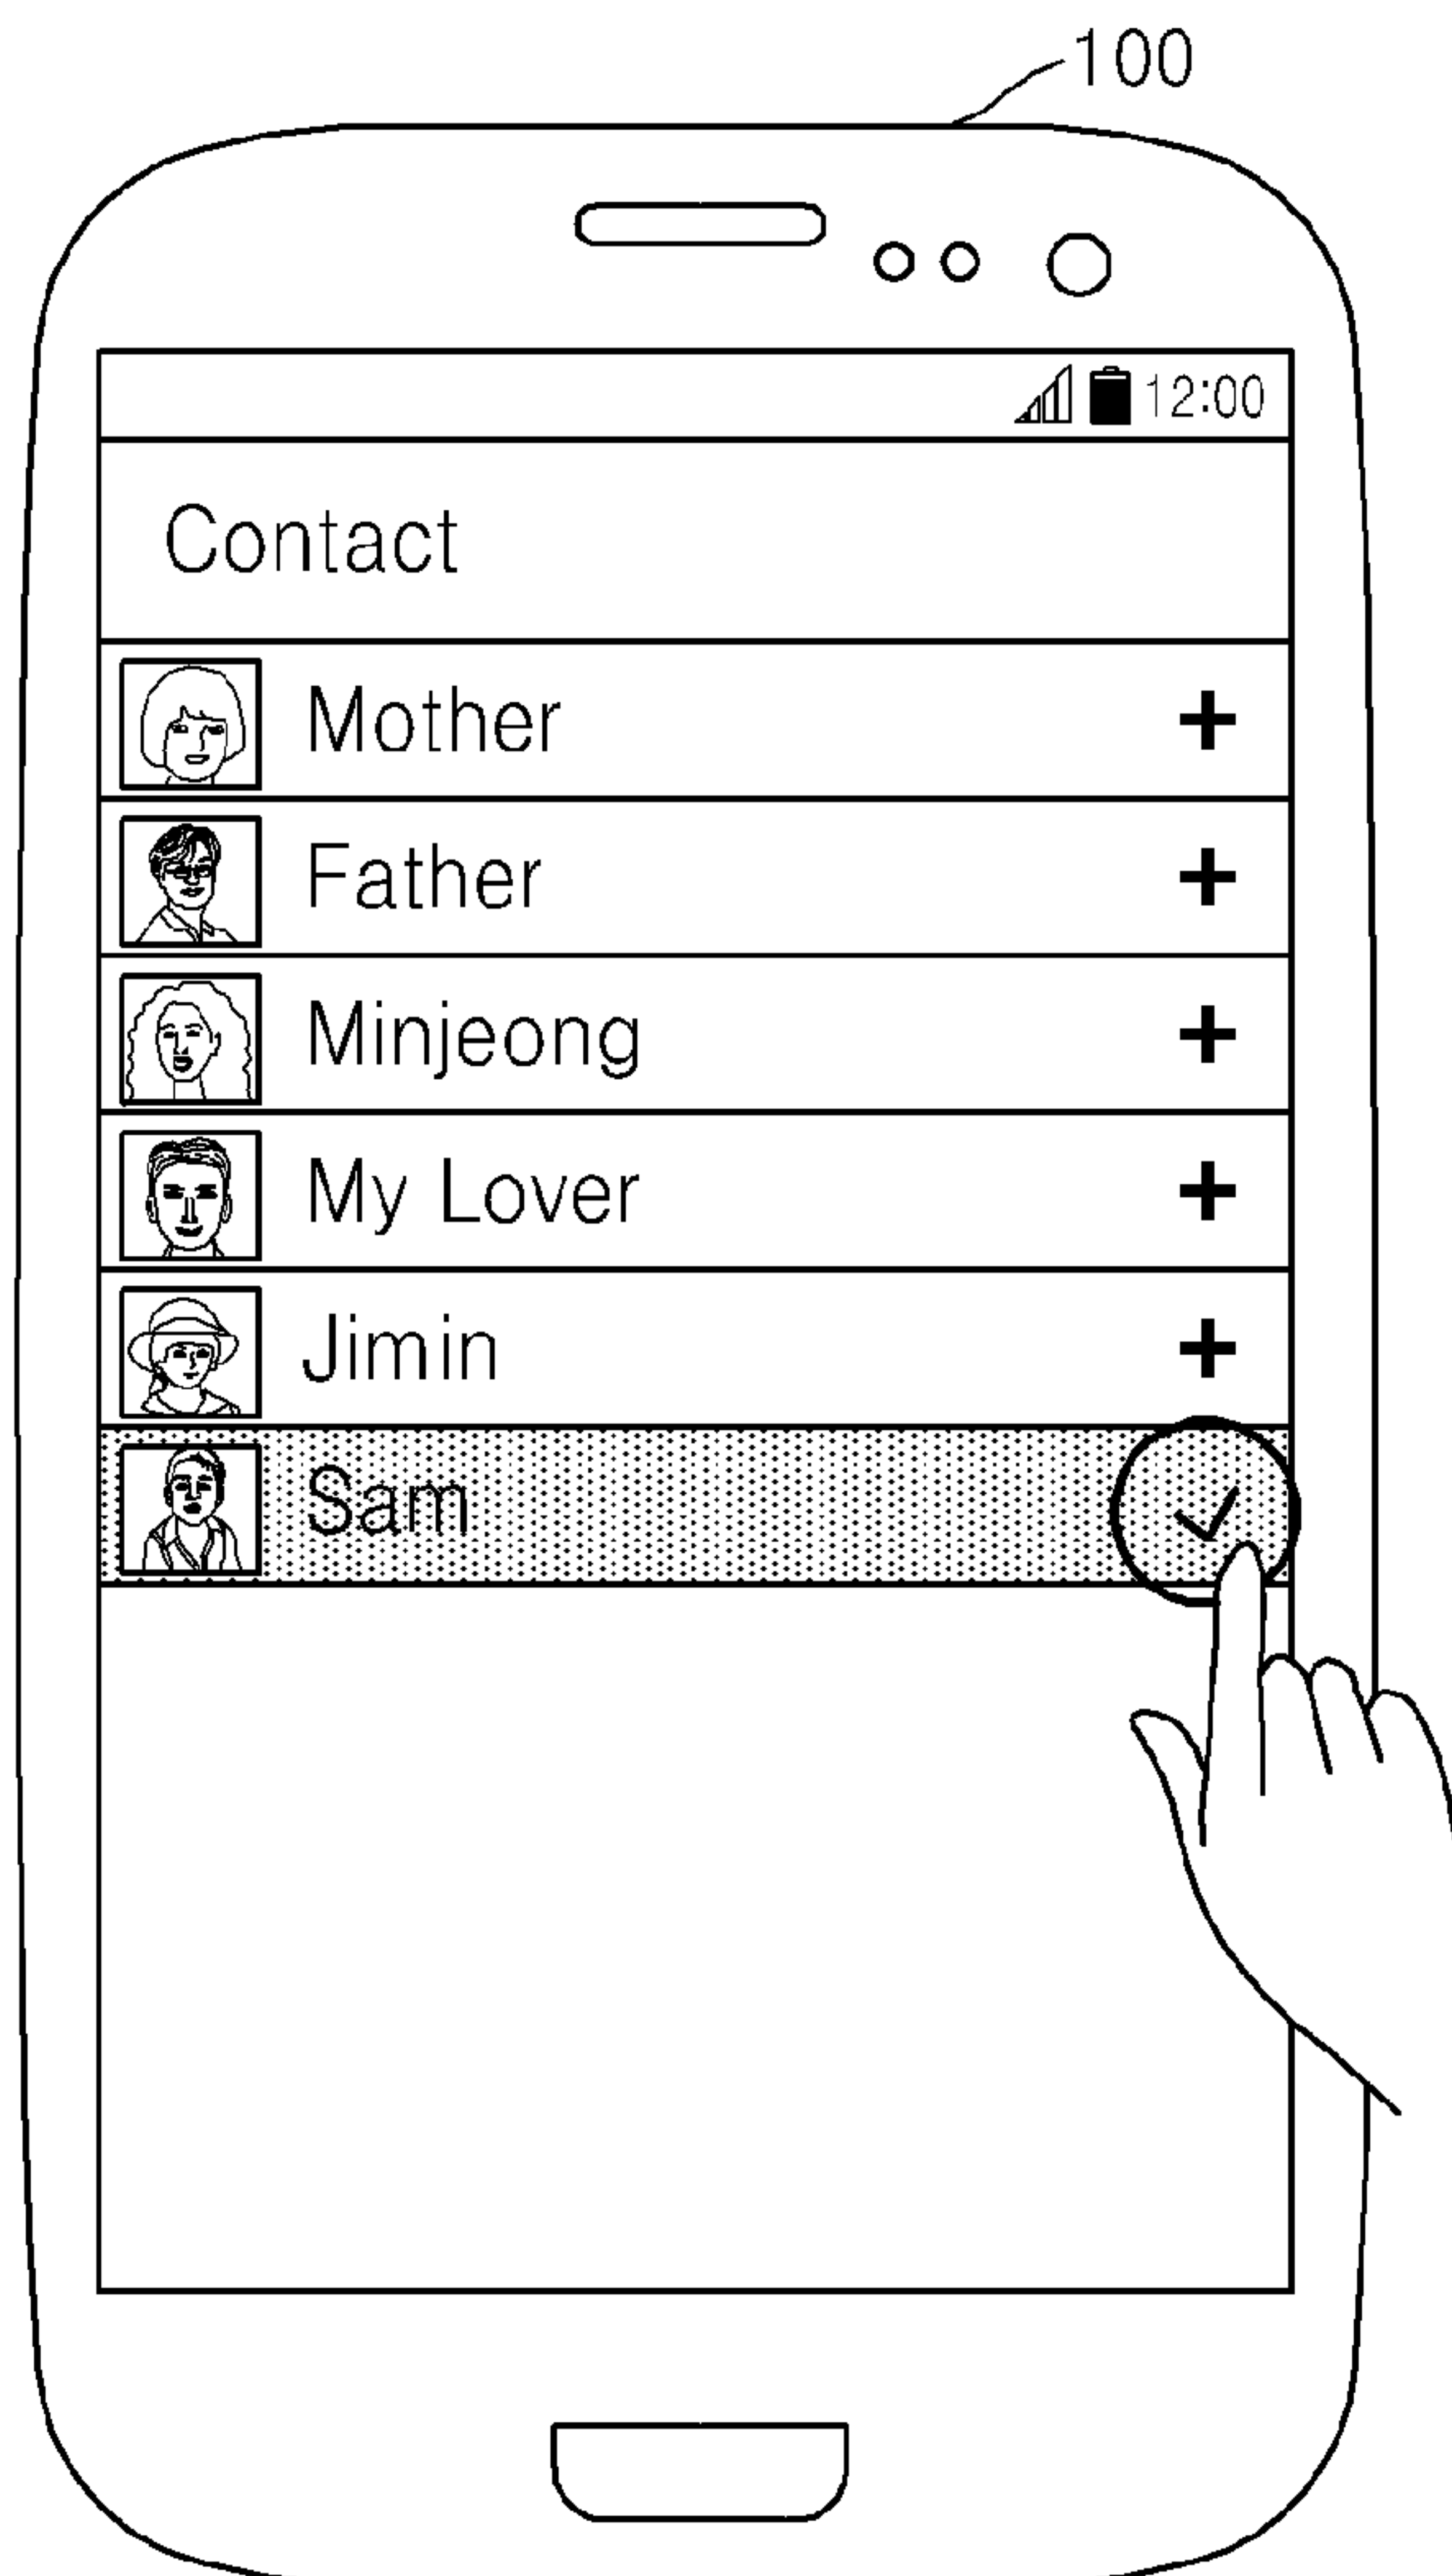 100
12:00
Contact
Mother +
Father +
Minjeong +
My Lover +
Jimin +
Sam ✓